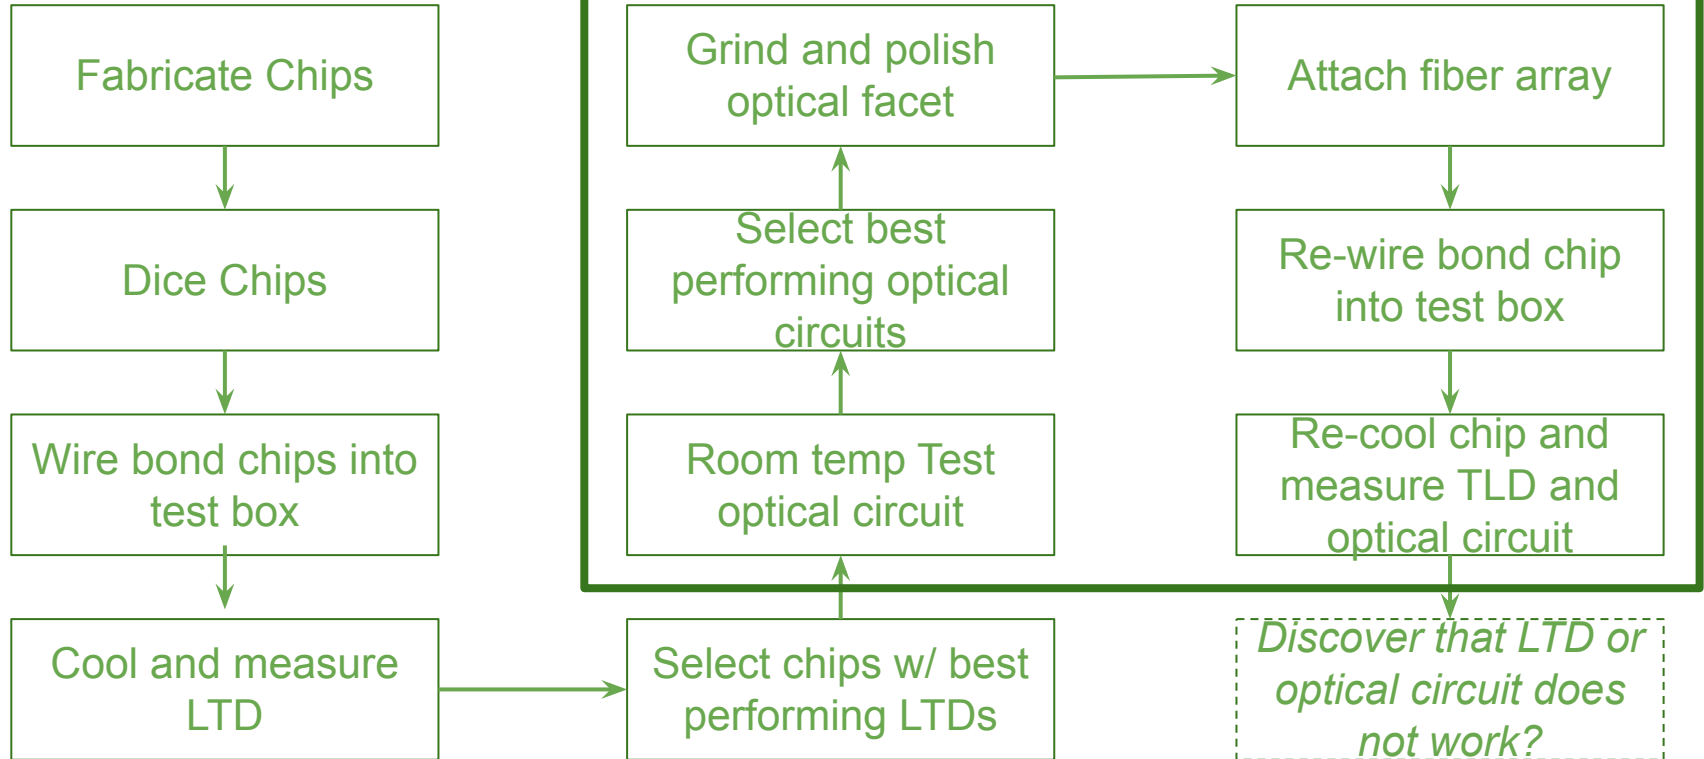 Fabricate Chips
Dice Chips
Wire bond chips into
test box
Cool and measure
LTD
Select chips w/ best
performing LTDs
Room temp Test
optical circuit
Select best
performing optical
circuits
Grind and polish
optical facet
Attach fiber array
Re-wire bond chip
into test box
Re-cool chip and
measure TLD and
optical circuit
Discover that LTD or
optical circuit does
not work?